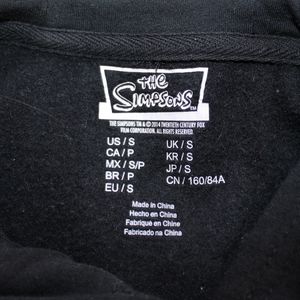 THE
SIMPSONS™
THE SIMPSONS TM & © 2014 TWENTIETH CENTURY FOX
FILM CORPORATION. ALL RIGHTS RESERVED.
US / S
CA / P
MX / S/P
BR / P
EU / S
UK / S
KR / S
JP / S
CN / 160/84A
Made in China
Hecho en China
Fabriqué en Chine
Fabricado na China